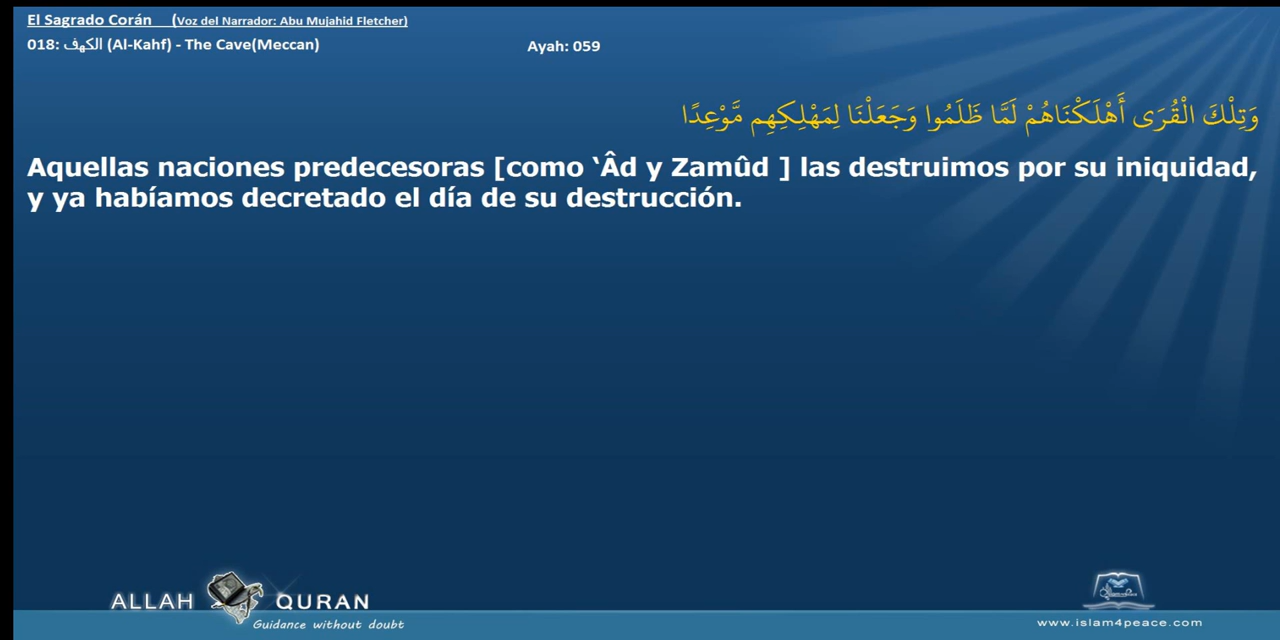 El Sagrado Corán (Voz del Narrador: Abu Mujahid Fletcher)
018: الكهف (Al-Kahf) - The Cave(Meccan) Ayah: 059
وَتِلْكَ الْقُرَى أَهْلَكْنَاهُمْ لَمَّا ظَلَمُوا وَجَعَلْنَا لِمَهْلِكِهِم مَّوْعِدًا
Aquellas naciones predecesoras [como ‘Âd y Zamûd ] las destruimos por su iniquidad,
y ya habíamos decretado el día de su destrucción.
ALLAH QURAN
Guidance without doubt
www.islam4peace.com